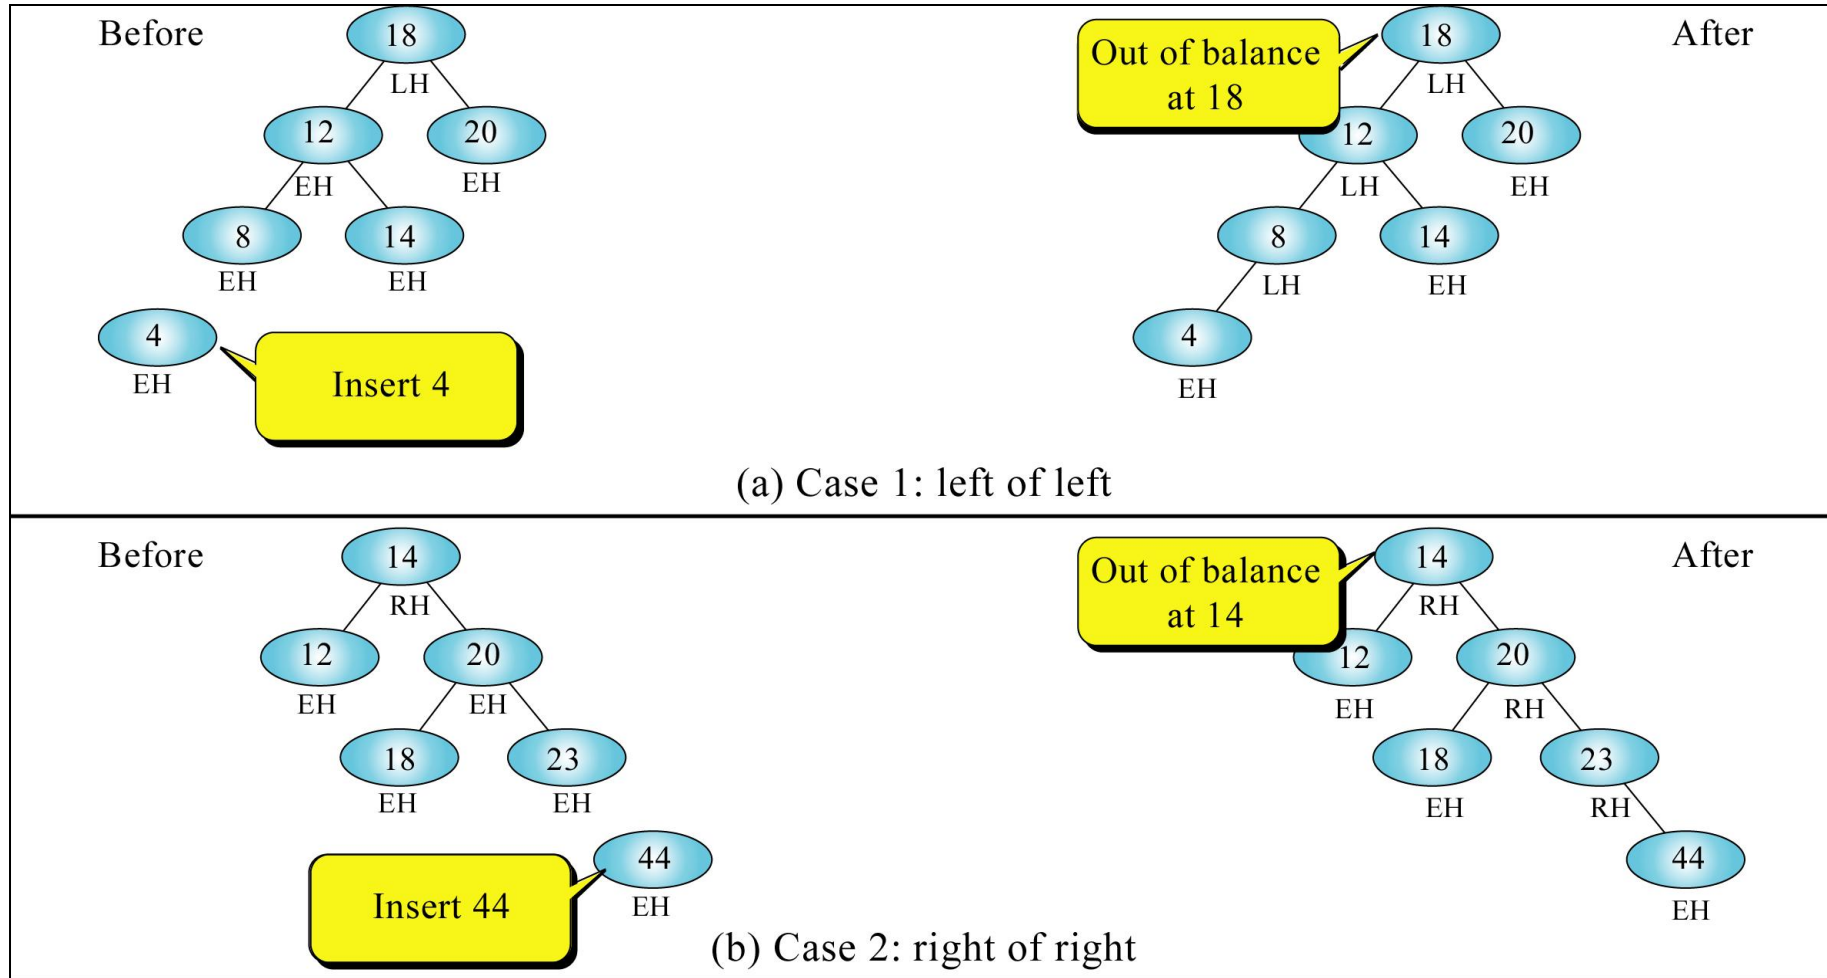 Before
18
LH
12
20
EH
EH
8
14
EH
EH
4
EH
Insert 4
Out of balance
at 18
18
After
LH
12
20
LH
EH
8
14
LH
EH
4
EH
(a) Case 1: left of left
Before
14
RH
12
20
EH
EH
18
23
EH
EH
44
EH
Insert 44
Out of balance
at 14
14
After
RH
12
20
EH
RH
18
23
EH
RH
44
EH
(b) Case 2: right of right